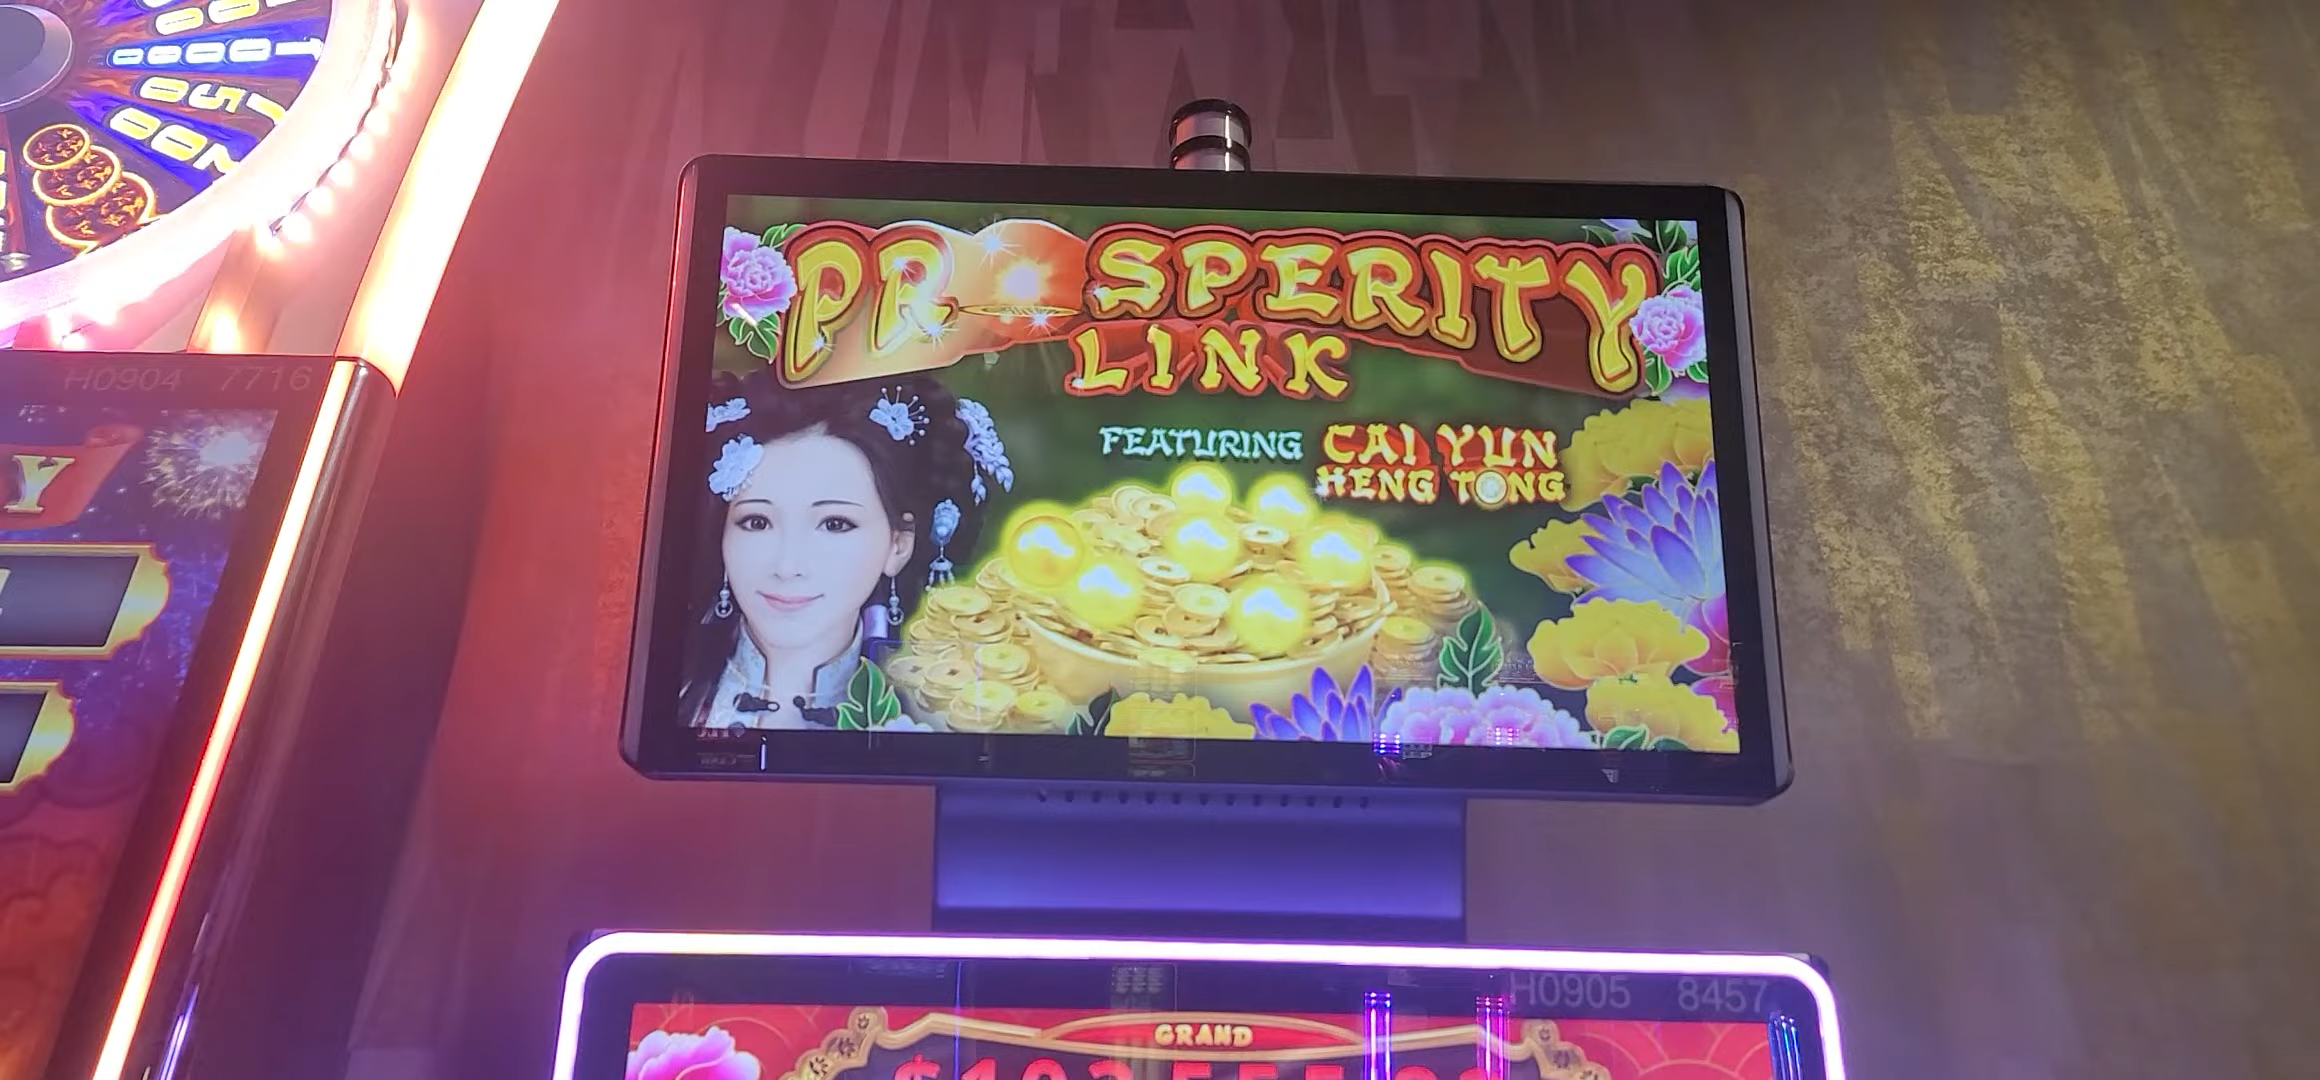 PROSPERITY
LINK
FEATURING CAI YUN
HENG TONG
H0904 7716
Y
H0905 8457
GRAND